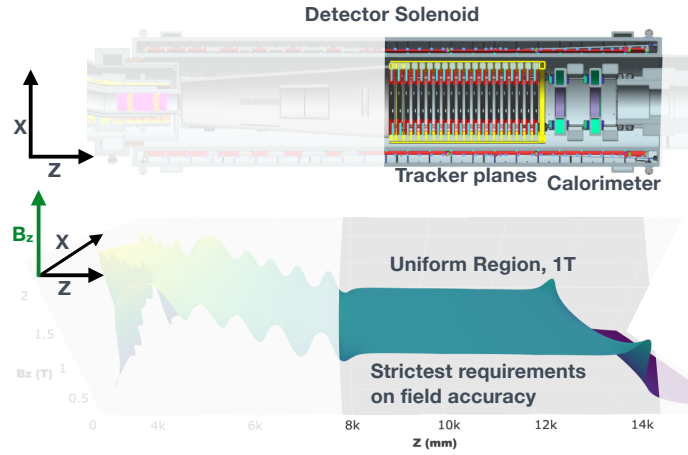 Detector Solenoid
X
Z
Tracker planes
Calorimeter
Bz
X
Z
Uniform Region, 1T
2
1.5
Strictest requirements
on field accuracy
Bz (T)
1
0.5
0
4k
8k
10k
12k
14k
Z (mm)